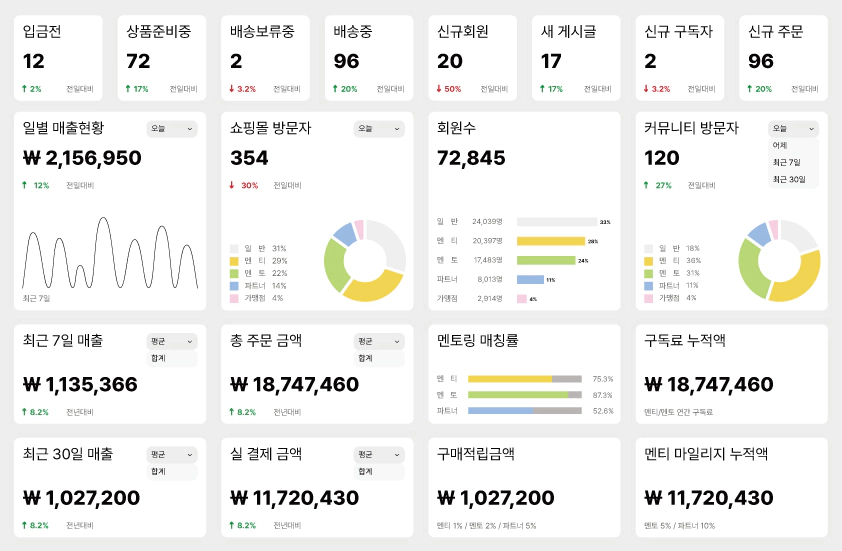 입금전
12
↑ 2% 전일대비
상품준비중
72
↑ 17% 전일대비
배송보류중
2
↓ 3.2% 전일대비
배송중
96
↑ 20% 전일대비
신규회원
20
↓ 50% 전일대비
새 게시글
17
↑ 17% 전일대비
신규 구독자
2
↓ 3.2% 전일대비
신규 주문
96
↑ 20% 전일대비
일별 매출현황 오늘
₩ 2,156,950
↑ 12% 전일대비
최근 7일
쇼핑몰 방문자 오늘
354
↓ 30% 전일대비
일 반 31%
멘 티 29%
멘 토 22%
파트너 14%
가맹점 4%
회원수
72,845
일 반 24,039명 33%
멘 티 20,397명 28%
멘 토 17,483명 24%
파트너 8,013명 11%
가맹점 2,914명 4%
커뮤니티 방문자 오늘
어제
120
최근 7일
최근 30일
↑ 27% 전일대비
일 반 18%
멘 티 36%
멘 토 31%
파트너 11%
가맹점 4%
최근 7일 매출 평균
합계
₩ 1,135,366
↑ 8.2% 전년대비
총 주문 금액 평균
합계
₩ 18,747,460
↑ 8.2% 전년대비
멘토링 매칭률
멘 티 75.3%
멘 토 87.3%
파트너 52.6%
구독료 누적액
₩ 18,747,460
멘티/멘토 연간 구독료
최근 30일 매출 평균
합계
₩ 1,027,200
↑ 8.2% 전년대비
실 결제 금액 평균
합계
₩ 11,720,430
↑ 8.2% 전년대비
구매적립금액
₩ 1,027,200
멘티 1% / 멘토 2% / 파트너 5%
멘티 마일리지 누적액
₩ 11,720,430
멘토 5% / 파트너 10%